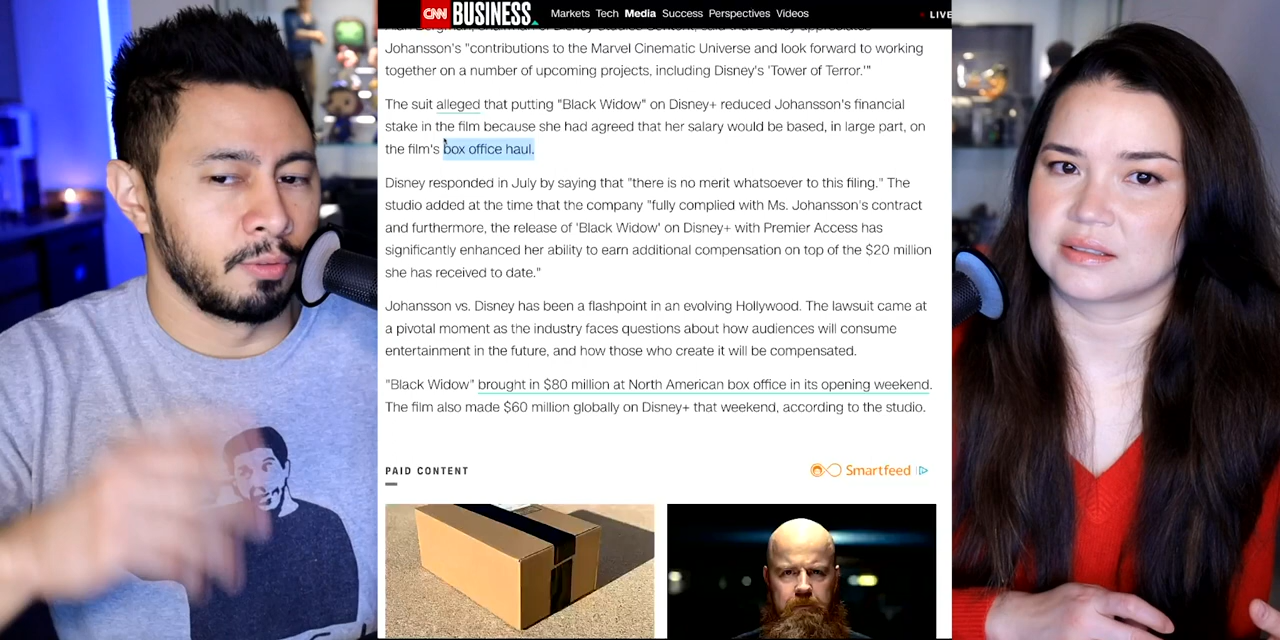 CNN BUSINESS Markets Tech Media Success Perspectives Videos LIVE
Johansson's "contributions to the Marvel Cinematic Universe and look forward to working
together on a number of upcoming projects, including Disney's 'Tower of Terror.'"
The suit alleged that putting "Black Widow" on Disney+ reduced Johansson's financial
stake in the film because she had agreed that her salary would be based, in large part, on
the film's box office haul.
Disney responded in July by saying that "there is no merit whatsoever to this filing." The
studio added at the time that the company "fully complied with Ms. Johansson's contract
and furthermore, the release of 'Black Widow' on Disney+ with Premier Access has
significantly enhanced her ability to earn additional compensation on top of the $20 million
she has received to date."
Johansson vs. Disney has been a flashpoint in an evolving Hollywood. The lawsuit came at
a pivotal moment as the industry faces questions about how audiences will consume
entertainment in the future, and how those who create it will be compensated.
"Black Widow" brought in $80 million at North American box office in its opening weekend.
The film also made $60 million globally on Disney+ that weekend, according to the studio.
PAID CONTENT
Smartfeed